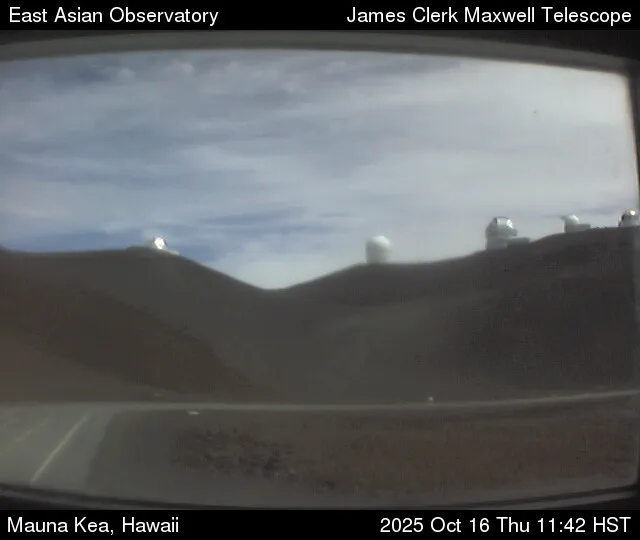 East Asian Observatory
James Clerk Maxwell Telescope
Mauna Kea, Hawaii
2025 Oct 16 Thu 11:42 HST